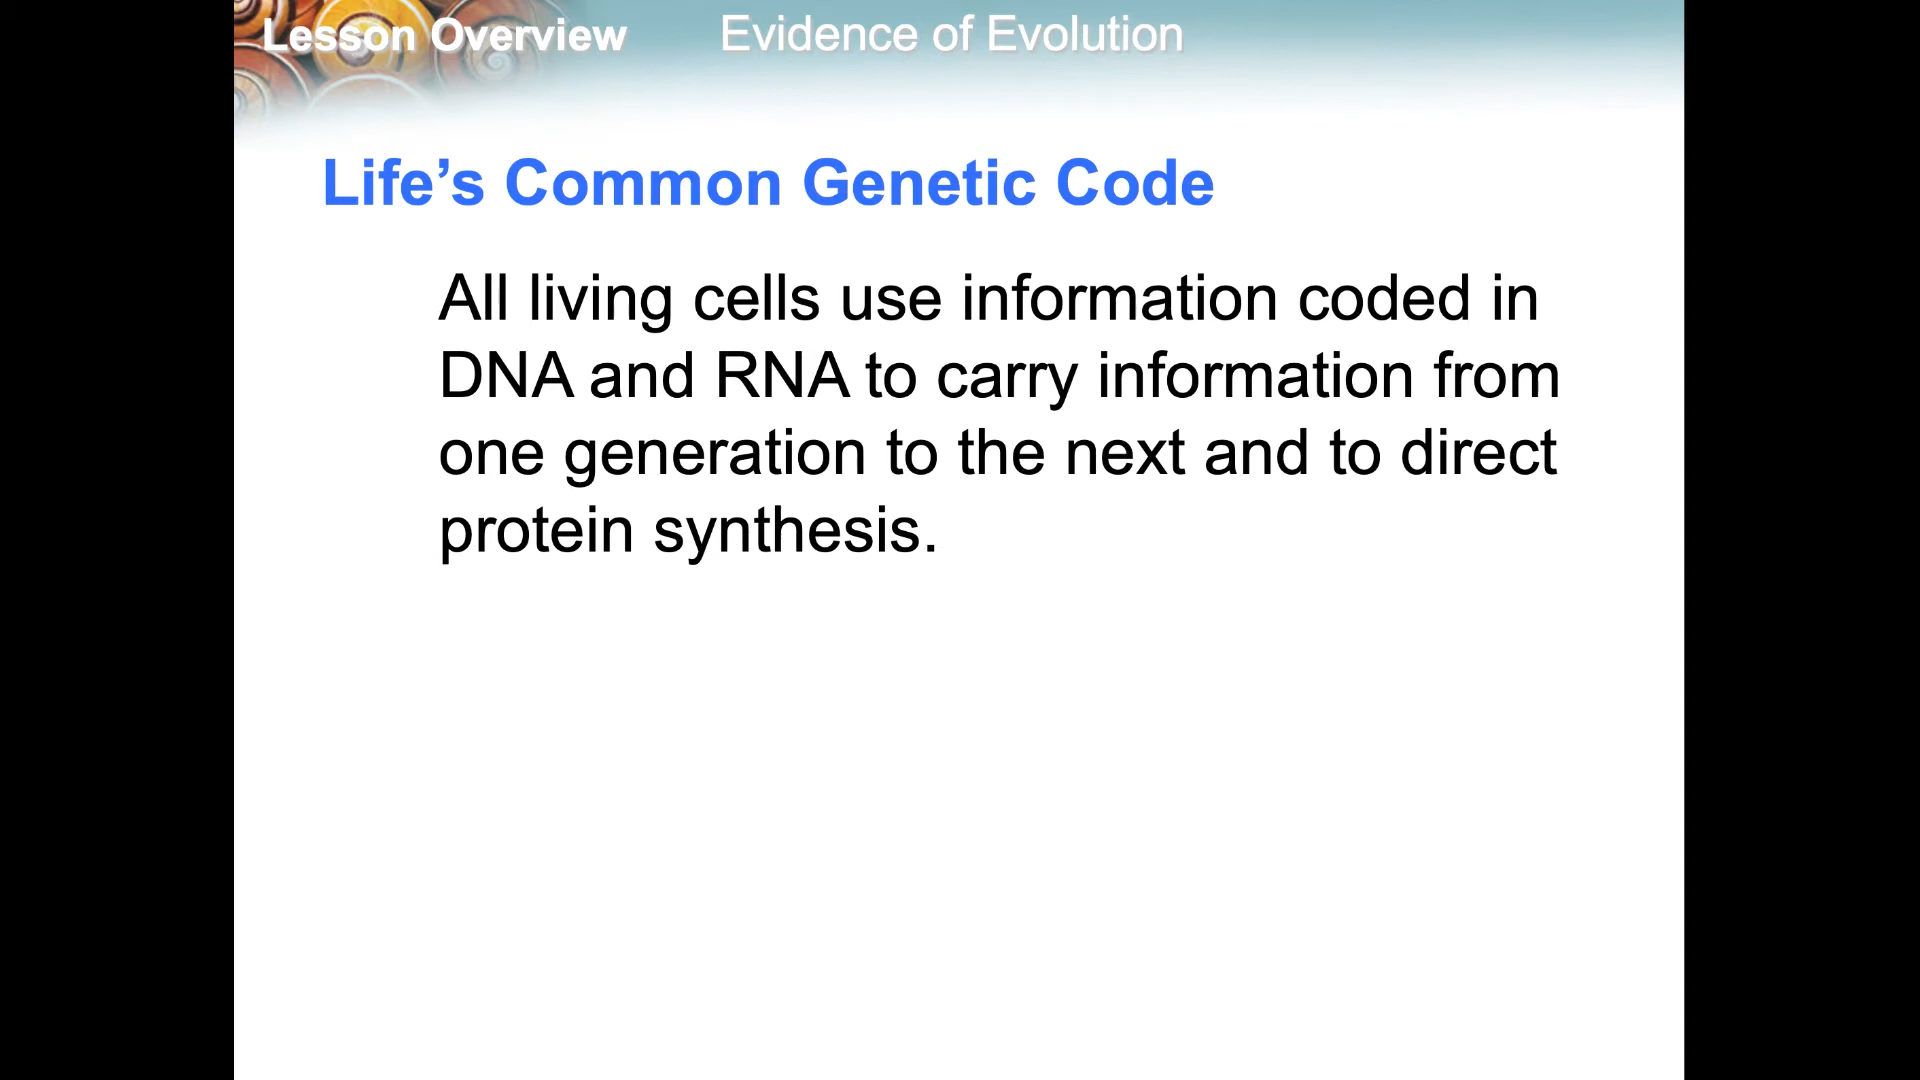 Lesson Overview Evidence of Evolution
Life’s Common Genetic Code
All living cells use information coded in
DNA and RNA to carry information from
one generation to the next and to direct
protein synthesis.